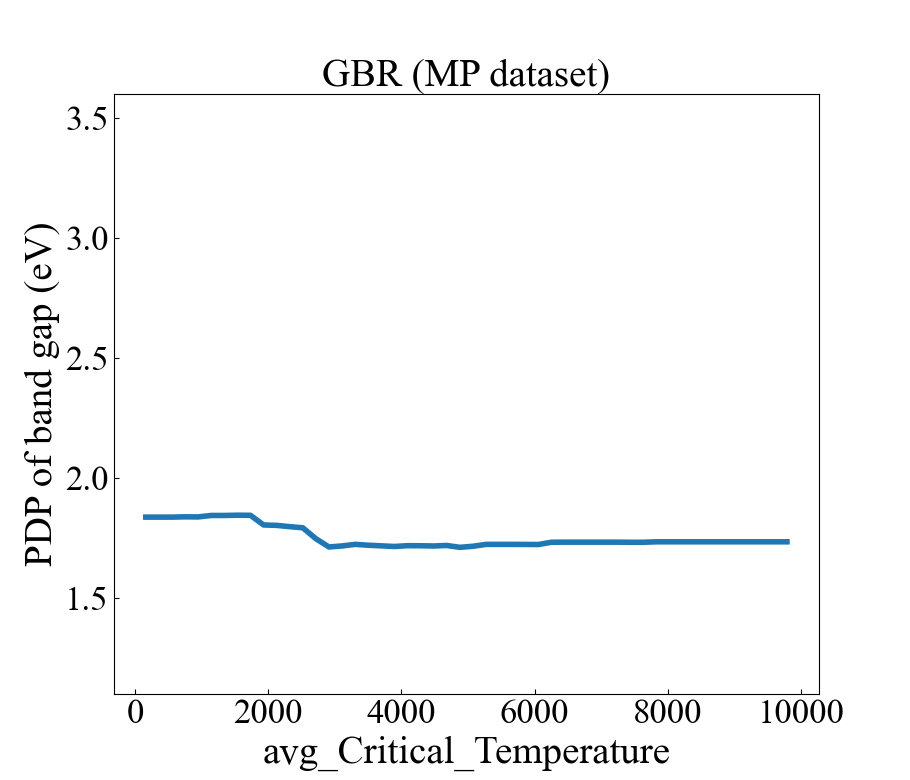 GBR (MP dataset)
PDP of band gap (eV)
3.5
3.0
2.5
2.0
1.5
0 2000 4000 6000 8000 10000
avg_Critical_Temperature